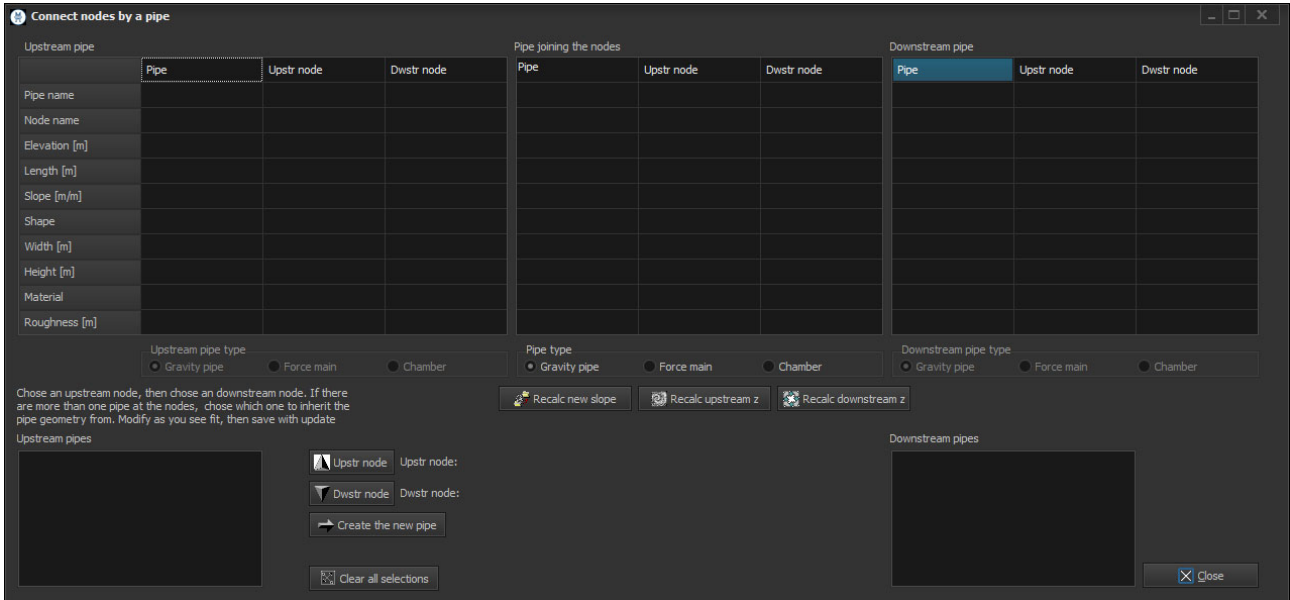 Connect nodes by a pipe
Upstream pipe
Pipe joining the nodes
Downstream pipe
Pipe Upstr node Dwstr node Pipe Upstr node Dwstr node Pipe Upstr node Dwstr node
Pipe name
Node name
Elevation [m]
Length [m]
Slope [m/m]
Shape
Width [m]
Height [m]
Material
Roughness [m]
Upstream pipe type
Pipe type
Downstream pipe type
Gravity pipe Force main Chamber Gravity pipe Force main Chamber Gravity pipe Force main Chamber
Chose an upstream node, then chose an downstream node. If there
are more than one pipe at the nodes, chose which one to inherit the
pipe geometry from. Modify as you see fit, then save with update
Recalc new slope Recalc upstream z Recalc downstream z
Upstream pipes
Downstream pipes
Upstr node Upstr node:
Dwstr node Dwstr node:
Create the new pipe
Clear all selections
Close